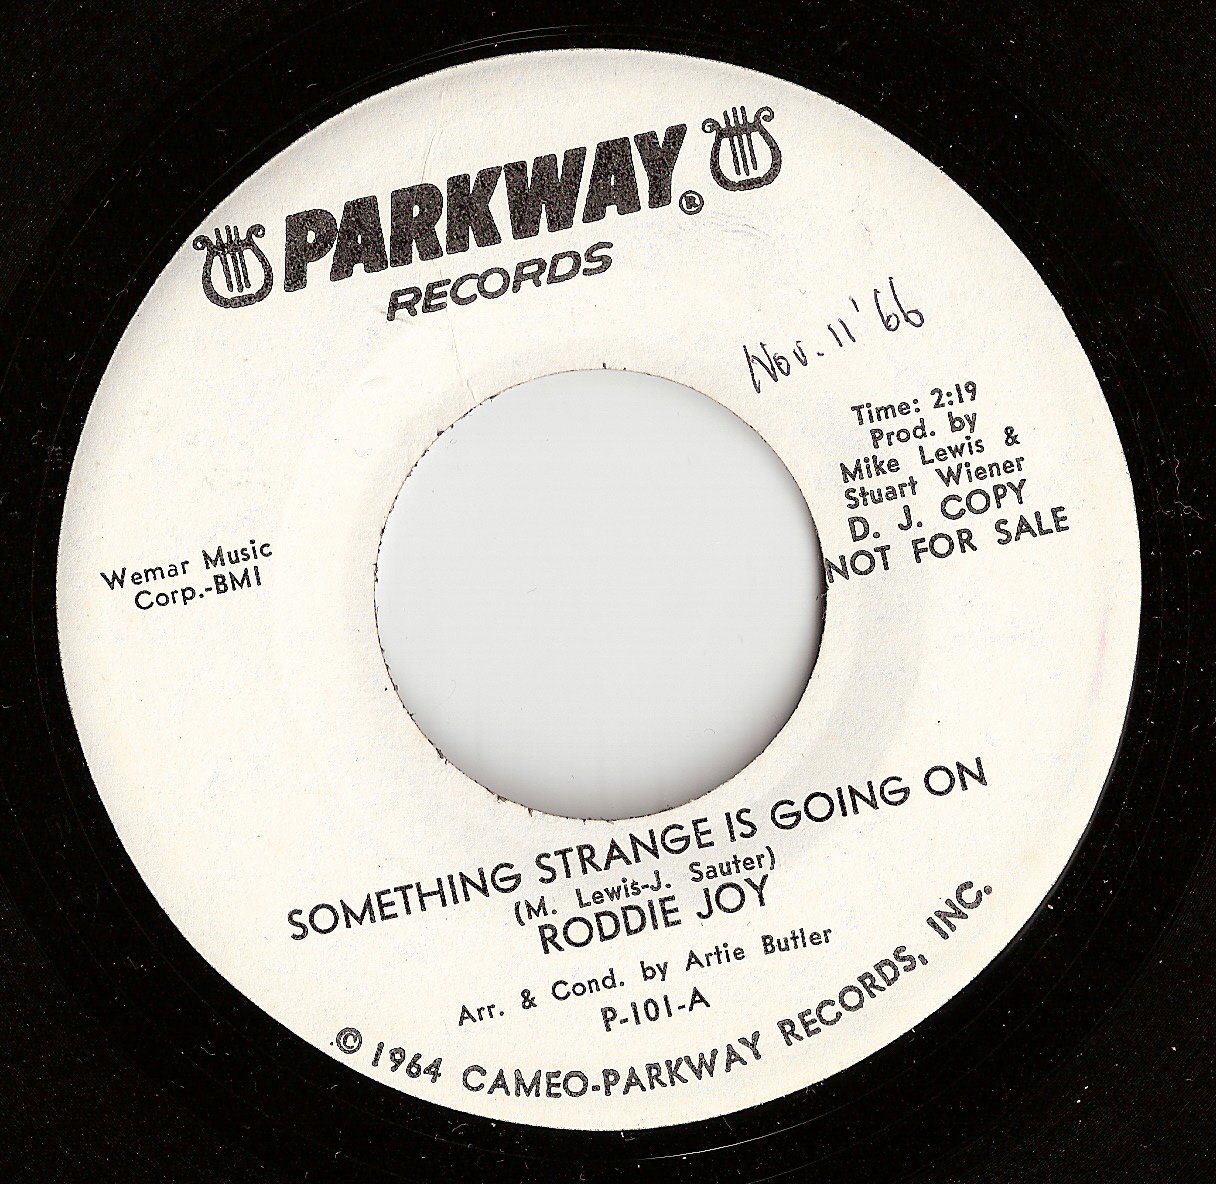 PARKWAY®
RECORDS
Nov. 11 '66
Time: 2:19
Prod. by
Mike Lewis &
Stuart Wiener
D. J. COPY
NOT FOR SALE
Wemar Music
Corp.-BMI
SOMETHING STRANGE IS GOING ON
(M. Lewis-J. Sauter)
RODDIE JOY
Arr. & Cond. by Artie Butler
P-101-A
© 1964 CAMEO-PARKWAY RECORDS, INC.